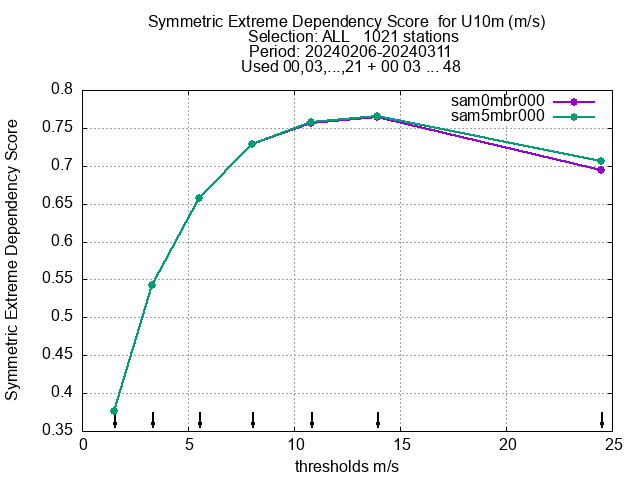 Symmetric Extreme Dependency Score  for U10m (m/s)
Selection: ALL   1021 stations
Period: 20240206-20240311
Used 00,03,...,21 + 00 03 ... 48
sam0mbr000
sam5mbr000
Symmetric Extreme Dependency Score
0.8
0.75
0.7
0.65
0.6
0.55
0.5
0.45
0.4
0.35
0 5 10 15 20 25
thresholds m/s